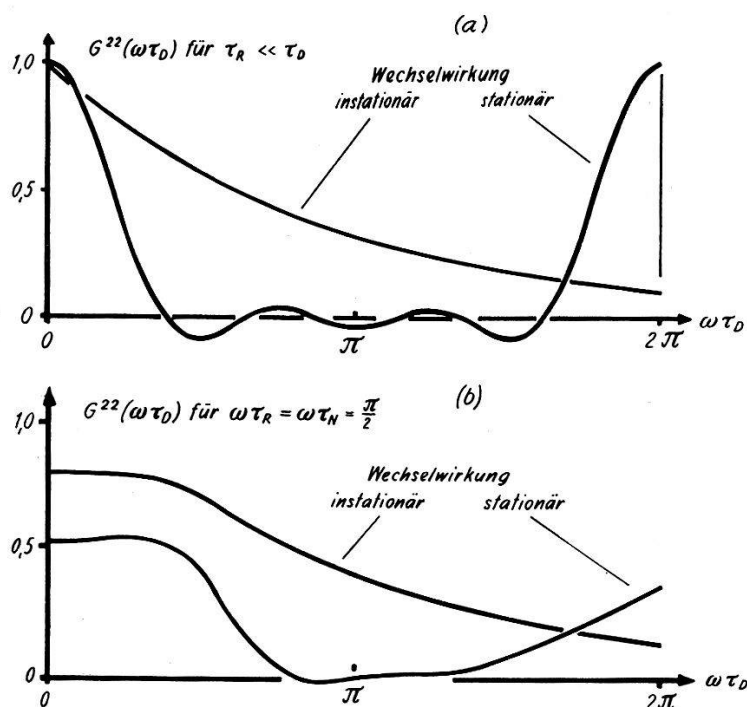 (a)
G²²(ωτ_D) für τ_R << τ_D
1,0
Wechselwirkung
instationär stationär
0,5
0
0 π 2π ωτ_D
(b)
G²²(ωτ_D) für ωτ_R = ωτ_N = π/2
1,0
Wechselwirkung
instationär stationär
0,5
0
0 π 2π ωτ_D